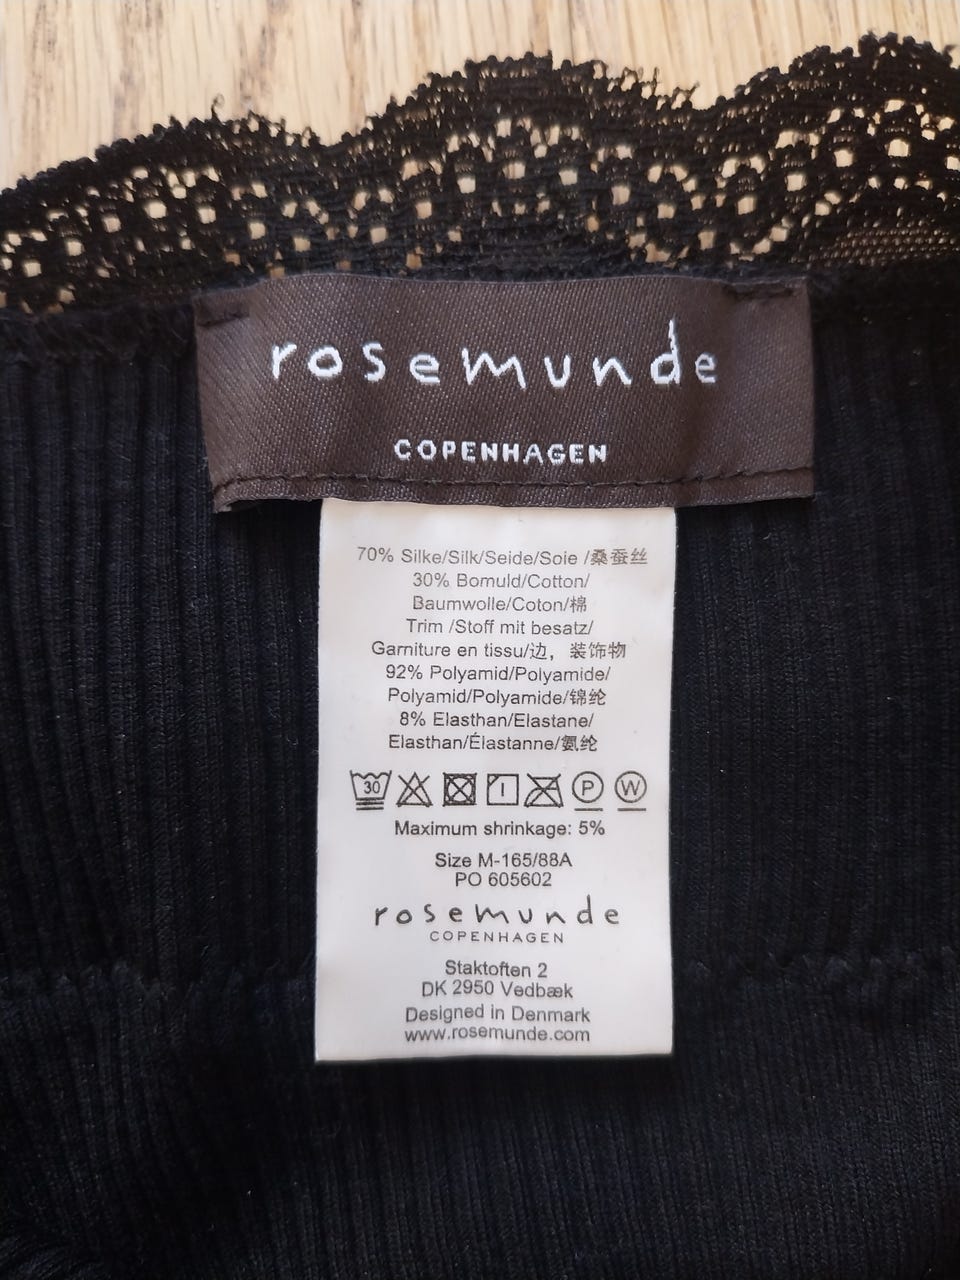 rosemunde
COPENHAGEN
70% Silke/Silk/Seide/Soie /桑蚕丝
30% Bomuld/Cotton/
Baumwolle/Coton/棉
Trim /Stoff mit besatz/
Garniture en tissu/边，装饰物
92% Polyamid/Polyamide/
Polyamid/Polyamide/锦纶
8% Elasthan/Elastane/
Elasthan/Élastanne/氨纶
30 P W
Maximum shrinkage: 5%
Size M-165/88A
PO 605602
rosemunde
COPENHAGEN
Staktoften 2
DK 2950 Vedbæk
Designed in Denmark
www.rosemunde.com